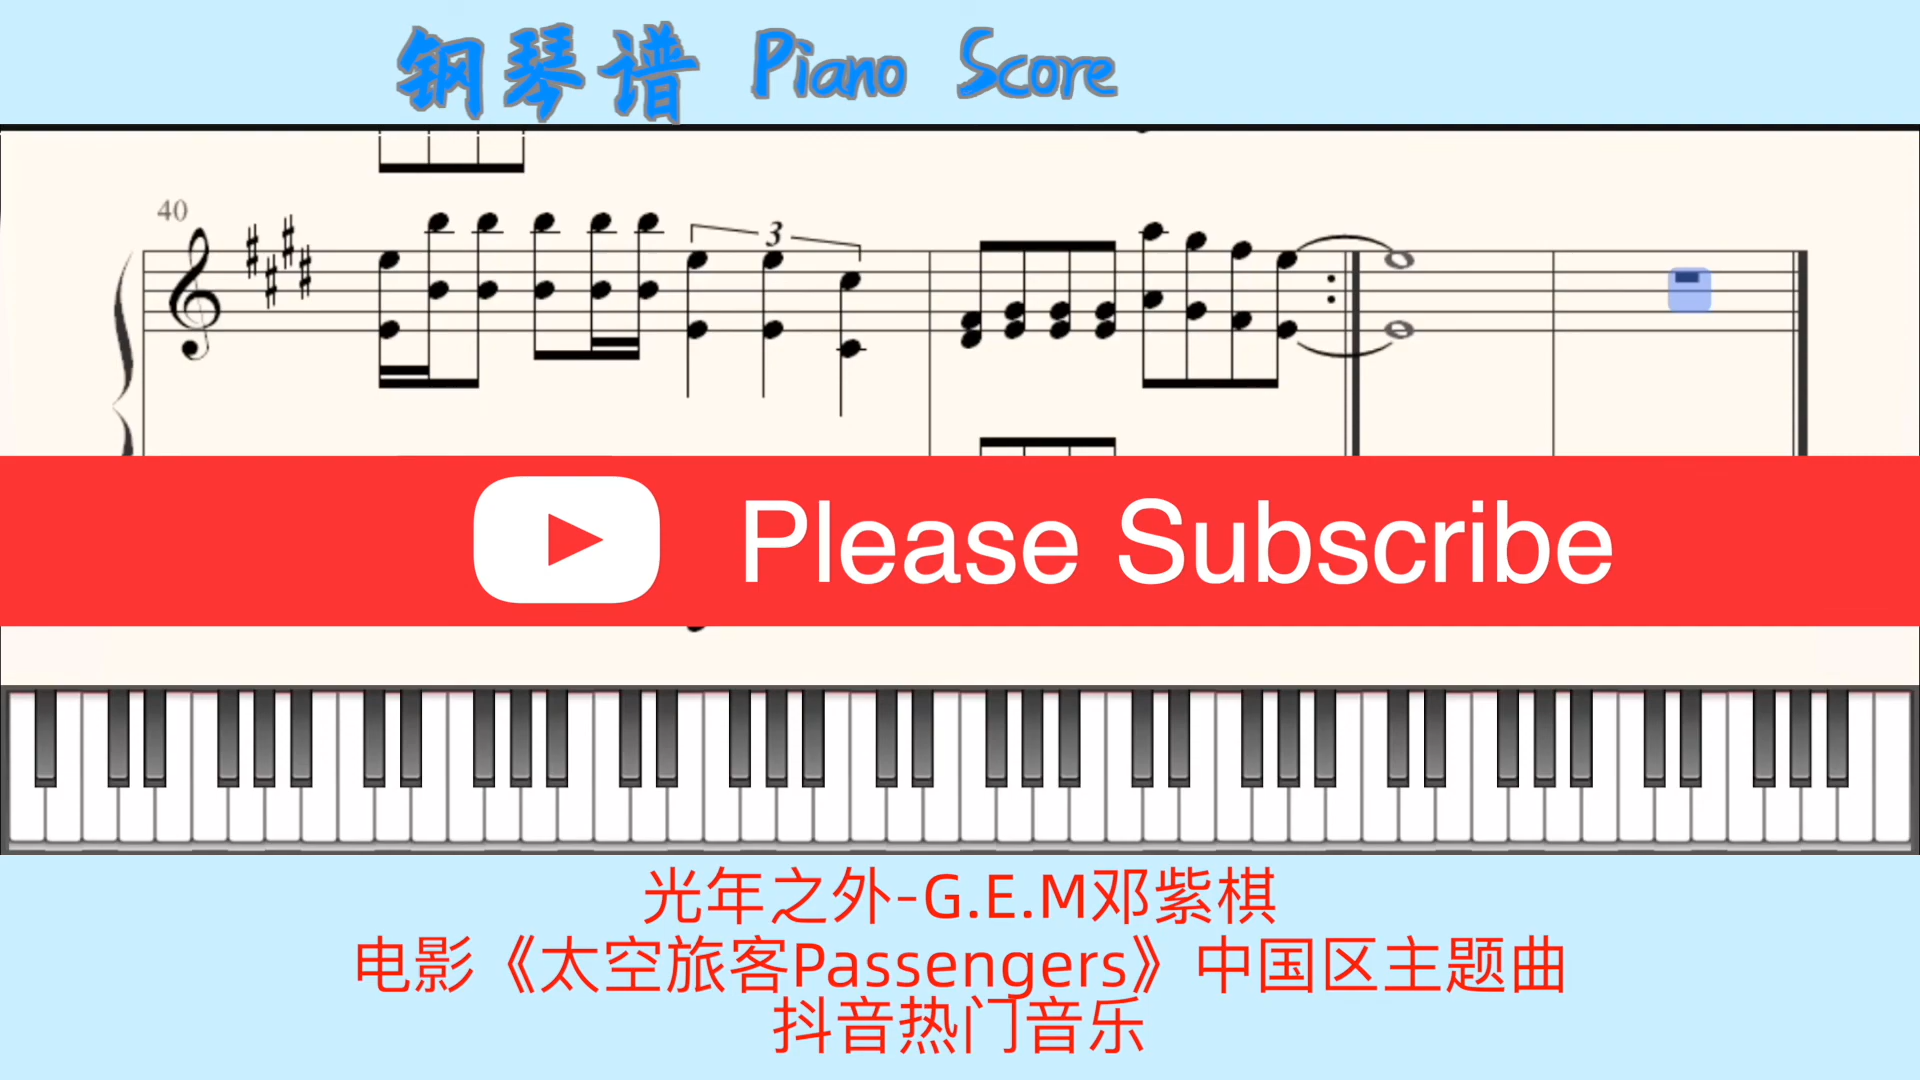 钢琴谱 Piano Score
40
3
Please Subscribe
光年之外-G.E.M邓紫棋
电影《太空旅客Passengers》中国区主题曲
抖音热门音乐